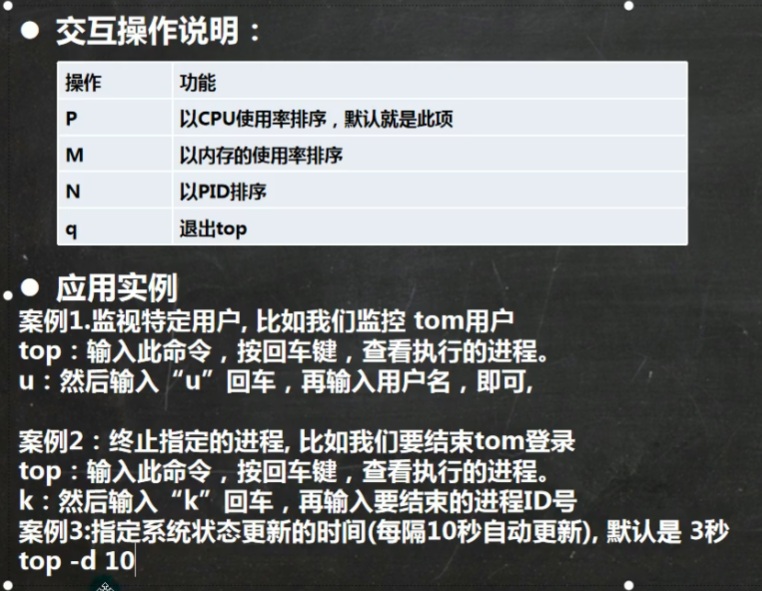 ● 交互操作说明：
操作 功能
P 以CPU使用率排序，默认就是此项
M 以内存的使用率排序
N 以PID排序
q 退出top
● 应用实例
案例1.监视特定用户, 比如我们监控 tom用户
top：输入此命令，按回车键，查看执行的进程。
u：然后输入“u”回车，再输入用户名，即可,
案例2：终止指定的进程, 比如我们要结束tom登录
top：输入此命令，按回车键，查看执行的进程。
k：然后输入“k”回车，再输入要结束的进程ID号
案例3:指定系统状态更新的时间(每隔10秒自动更新), 默认是 3秒
top -d 10